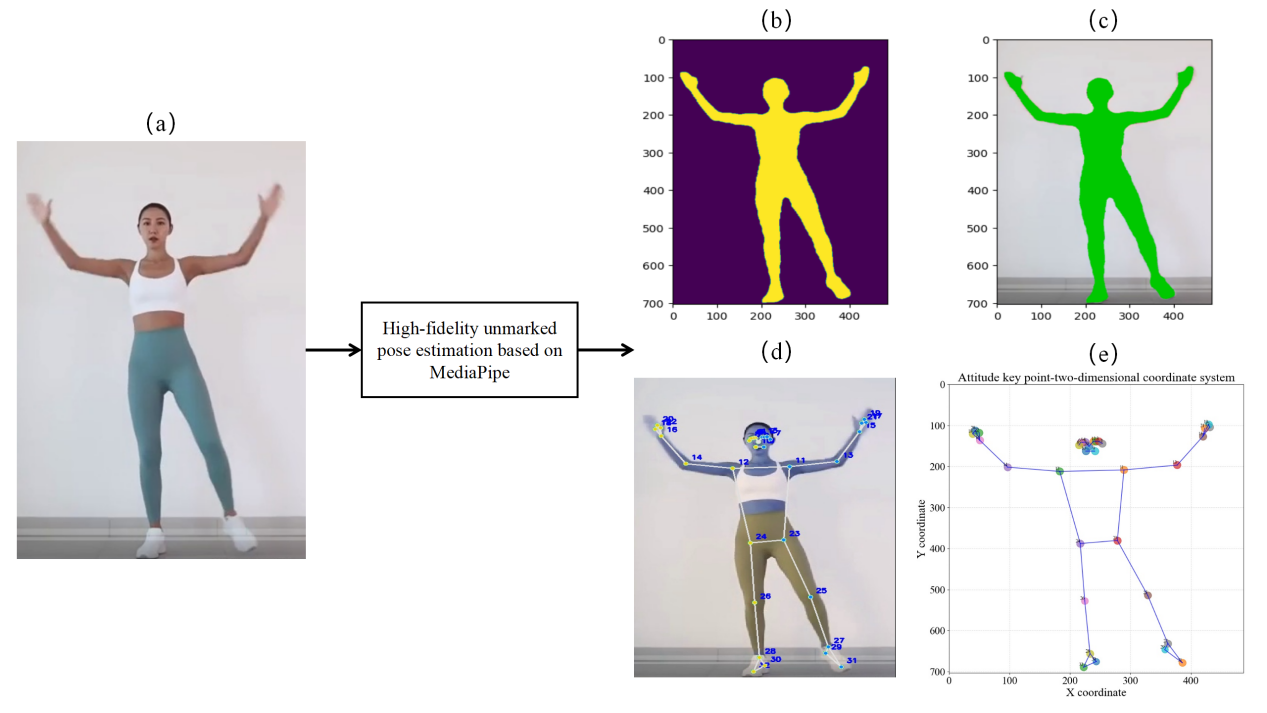 (a)
High-fidelity unmarked
pose estimation based on
MediaPipe
(b)
0
100
200
300
400
500
600
700
0 100 200 300 400
(c)
0
100
200
300
400
500
600
700
0 100 200 300 400
(d)
20
16
14
12
11
13
15
24
23
26
25
28
30
27
29
31
(e)
Attitude key point-two-dimensional coordinate system
Y coordinate
0
100
200
300
400
500
600
700
0 100 200 300 400
X coordinate